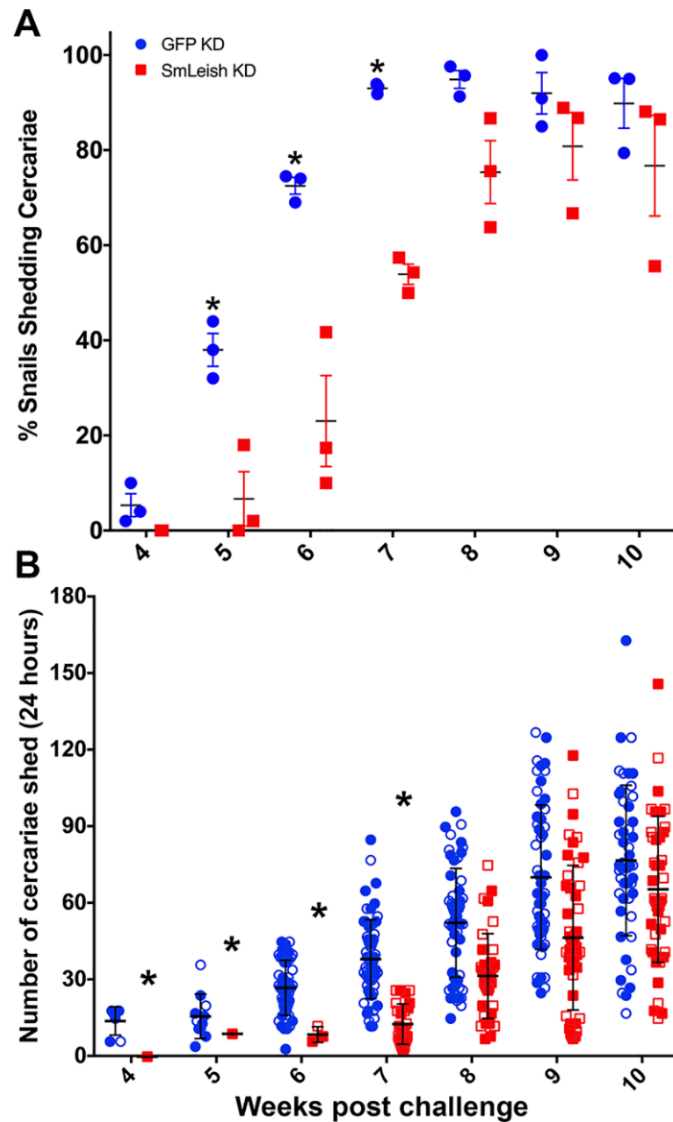 A
GFP KD
SmLeish KD
% Snails Shedding Cercariae
100
80
60
40
20
0
* * *
4 5 6 7 8 9 10
B
Number of cercariae shed (24 hours)
180
150
120
90
60
30
0
* * * *
4 5 6 7 8 9 10
Weeks post challenge